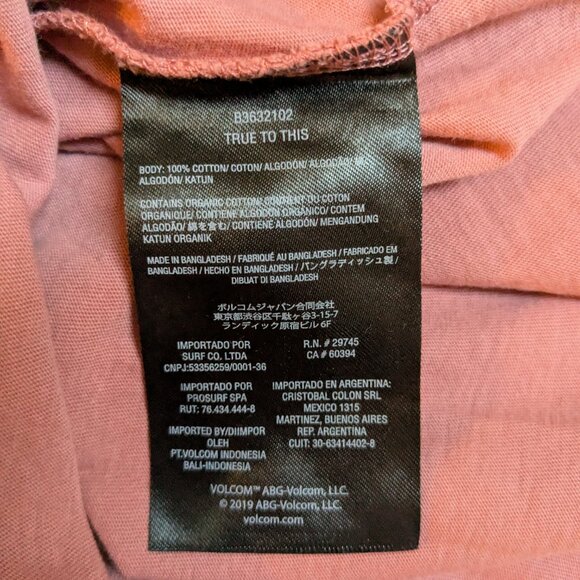 B3632102
TRUE TO THIS
BODY: 100% COTTON/ COTON/ ALGODÓN/ ALGODÃO/ 綿/
ALGODÓN/ KATUN
CONTAINS ORGANIC COTTON/ CONTIENT DU COTON
ORGANIQUE/ CONTIENE ALGODÓN ORGÁNICO/ CONTEM
ALGODÃO/ 綿を含む/ CONTIENE ALGODÓN/ MENGANDUNG
KATUN ORGANIK
MADE IN BANGLADESH / FABRIQUÉ AU BANGLADESH/ FABRICADO EM
BANGLADESH / HECHO EN BANGLADESH / バングラディッシュ製 /
DIBUAT DI BANGLADESH
ボルコムジャパン合同会社
東京都渋谷区千駄ヶ谷3-15-7
ランディック原宿ビル 6F
IMPORTADO POR
SURF CO. LTDA
CNPJ:53356259/0001-36
R.N. # 29745
CA # 60394
IMPORTADO POR
PROSURF SPA
RUT: 76.434.444-8
IMPORTADO EN ARGENTINA:
CRISTOBAL COLON SRL
MEXICO 1315
MARTINEZ, BUENOS AIRES
REP. ARGENTINA
CUIT: 30-63414402-8
IMPORTED BY/DIIMPOR
OLEH
PT.VOLCOM INDONESIA
BALI-INDONESIA
VOLCOM™ ABG-Volcom, LLC.
© 2019 ABG-Volcom, LLC.
volcom.com